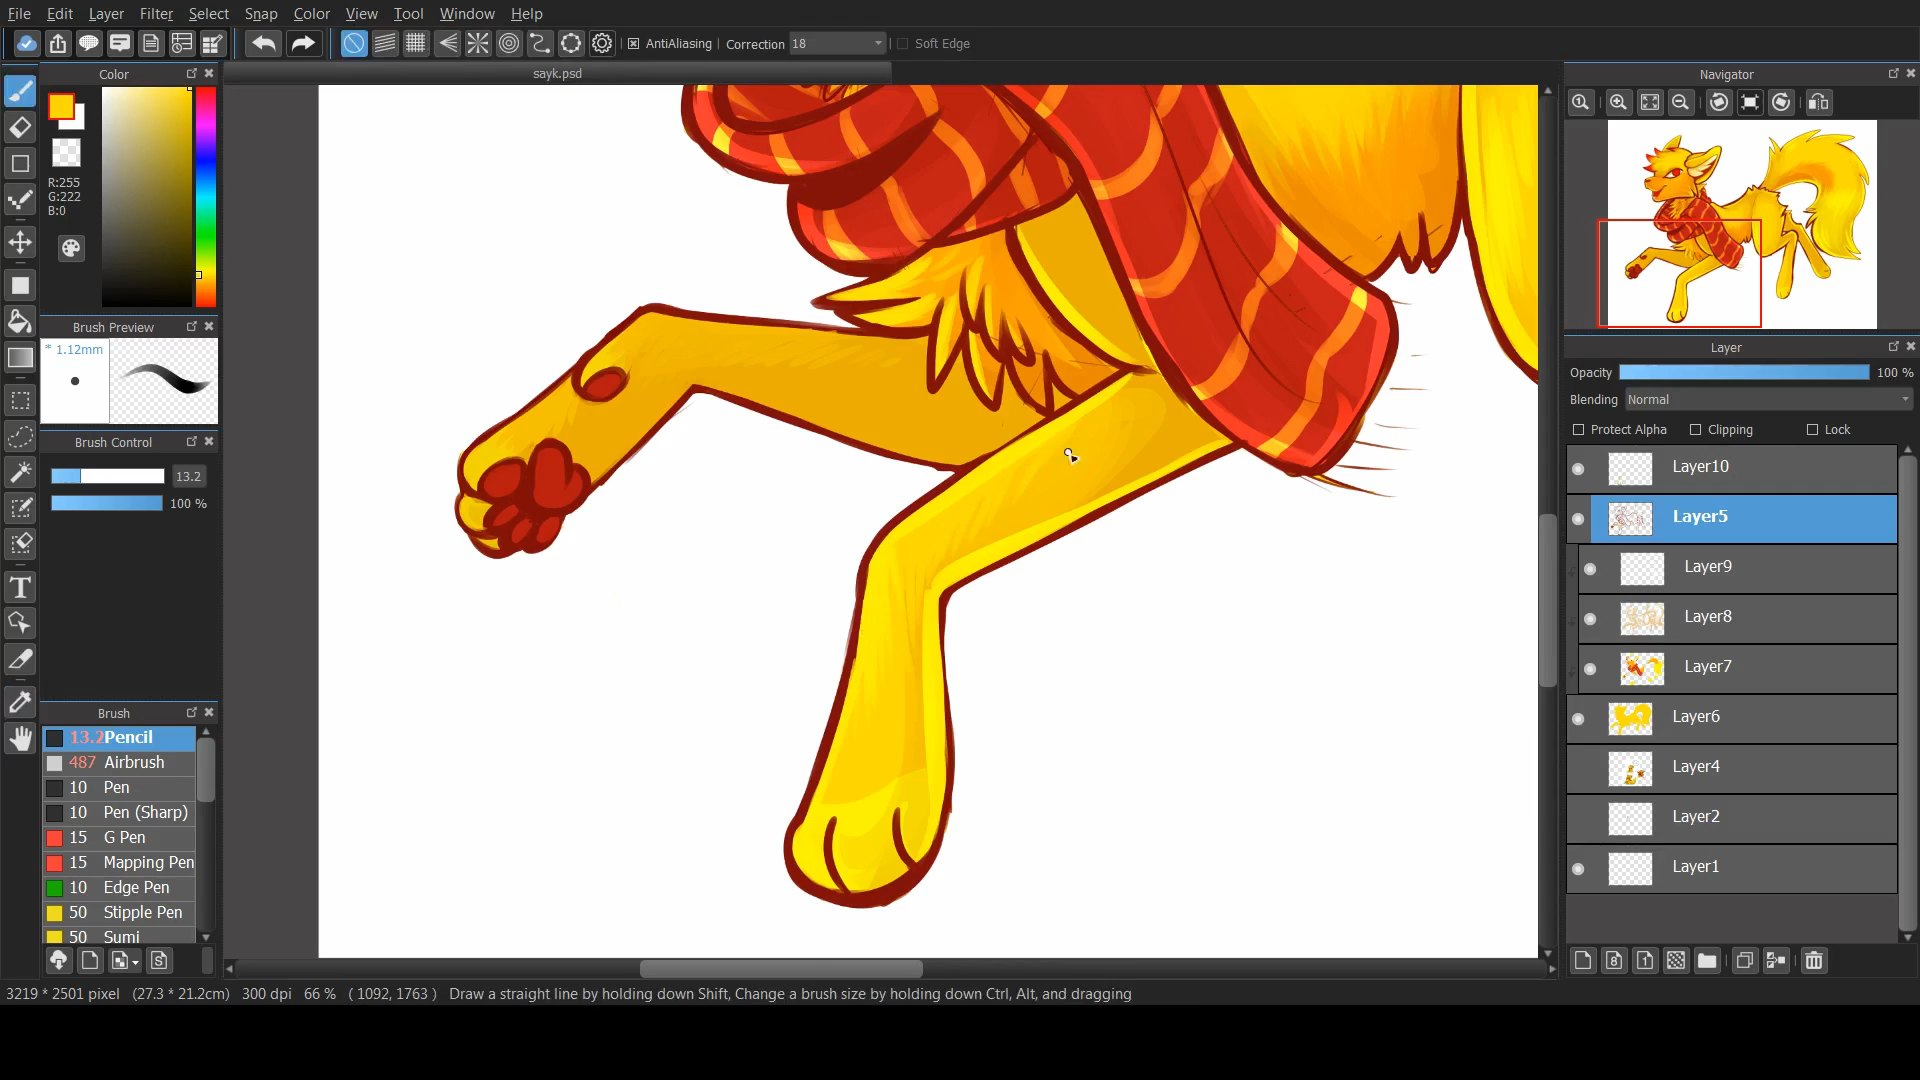 File Edit Layer Filter Select Snap Color View Tool Window Help
AntiAliasing Correction 18 Soft Edge
sayk.psd
Color
R:255
G:222
B:0
Brush Preview
* 1.12mm
Brush Control
13.2
100 %
Brush
13.2 Pencil
487 Airbrush
10 Pen
10 Pen (Sharp)
15 G Pen
15 Mapping Pen
10 Edge Pen
50 Stipple Pen
50 Sumi
Navigator
Layer
Opacity 100 %
Blending Normal
Protect Alpha Clipping Lock
Layer10
Layer5
Layer9
Layer8
Layer7
Layer6
Layer4
Layer2
Layer1
3219 * 2501 pixel (27.3 * 21.2cm) 300 dpi 66 % ( 1092, 1763 ) Draw a straight line by holding down Shift, Change a brush size by holding down Ctrl, Alt, and dragging